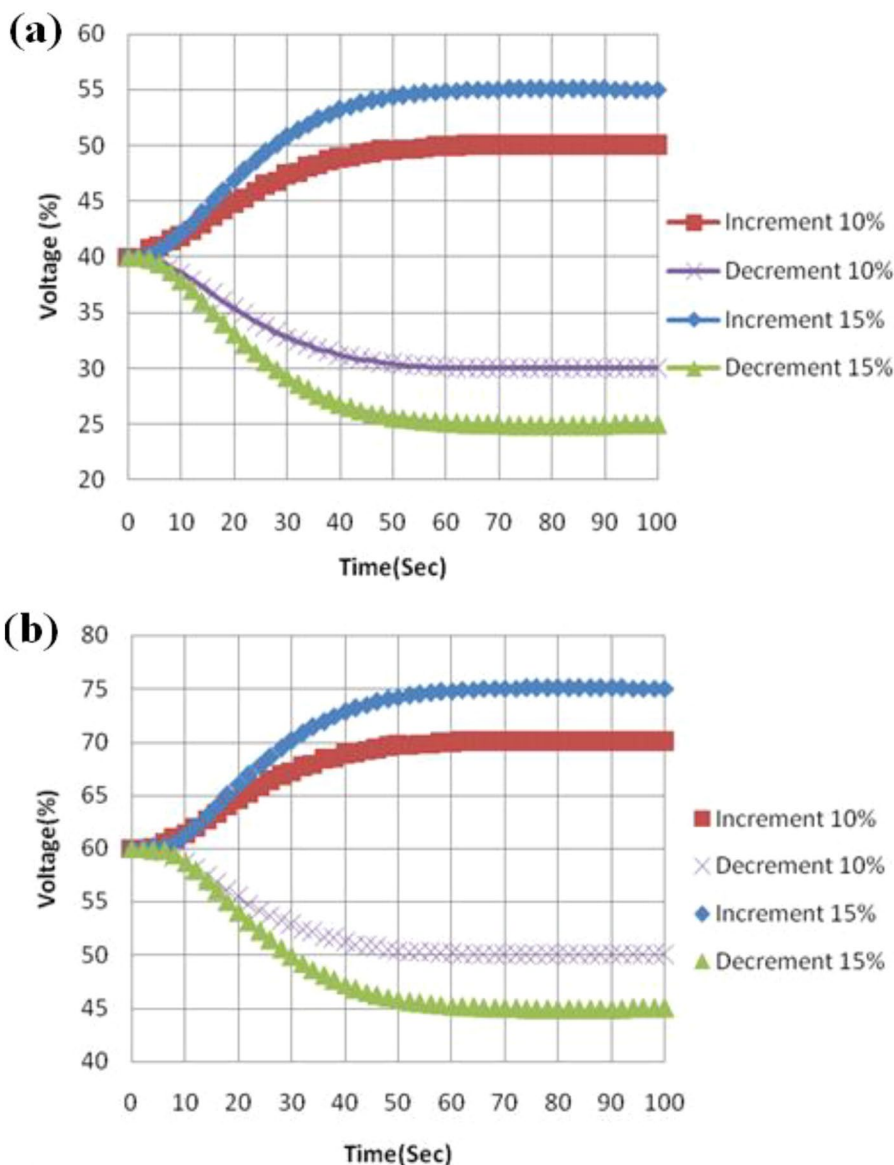 (a)
60
55
50
45
40
35
30
25
20
Voltage (%)
0 10 20 30 40 50 60 70 80 90 100
Time(Sec)
Increment 10%
Decrement 10%
Increment 15%
Decrement 15%
(b)
80
75
70
65
60
55
50
45
40
Voltage(%)
0 10 20 30 40 50 60 70 80 90 100
Time(Sec)
Increment 10%
Decrement 10%
Increment 15%
Decrement 15%